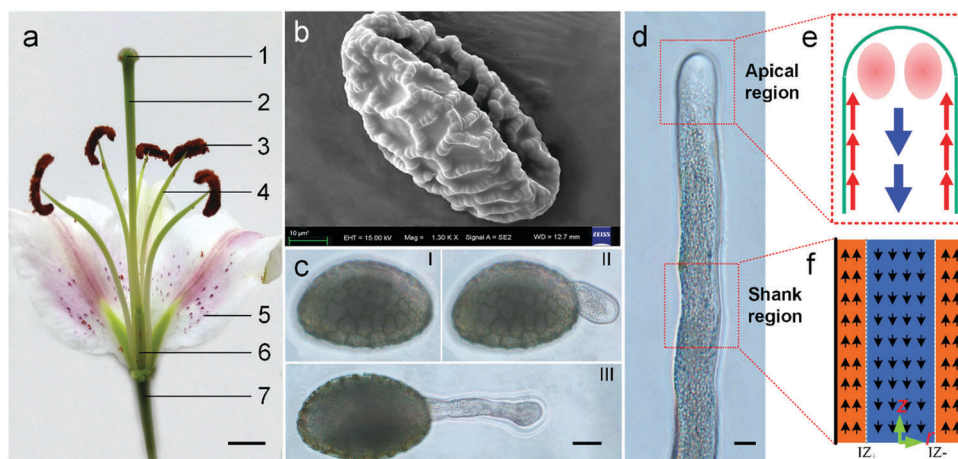 a
1
2
3
4
5
6
7
b
10 µm
EHT = 15.00 kV
Mag = 1.30 K X
Signal A = SE2
WD = 12.7 mm
ZEISS
c
I
II
III
d
Apical
region
Shank
region
e
f
z
r
IZ+
IZ-